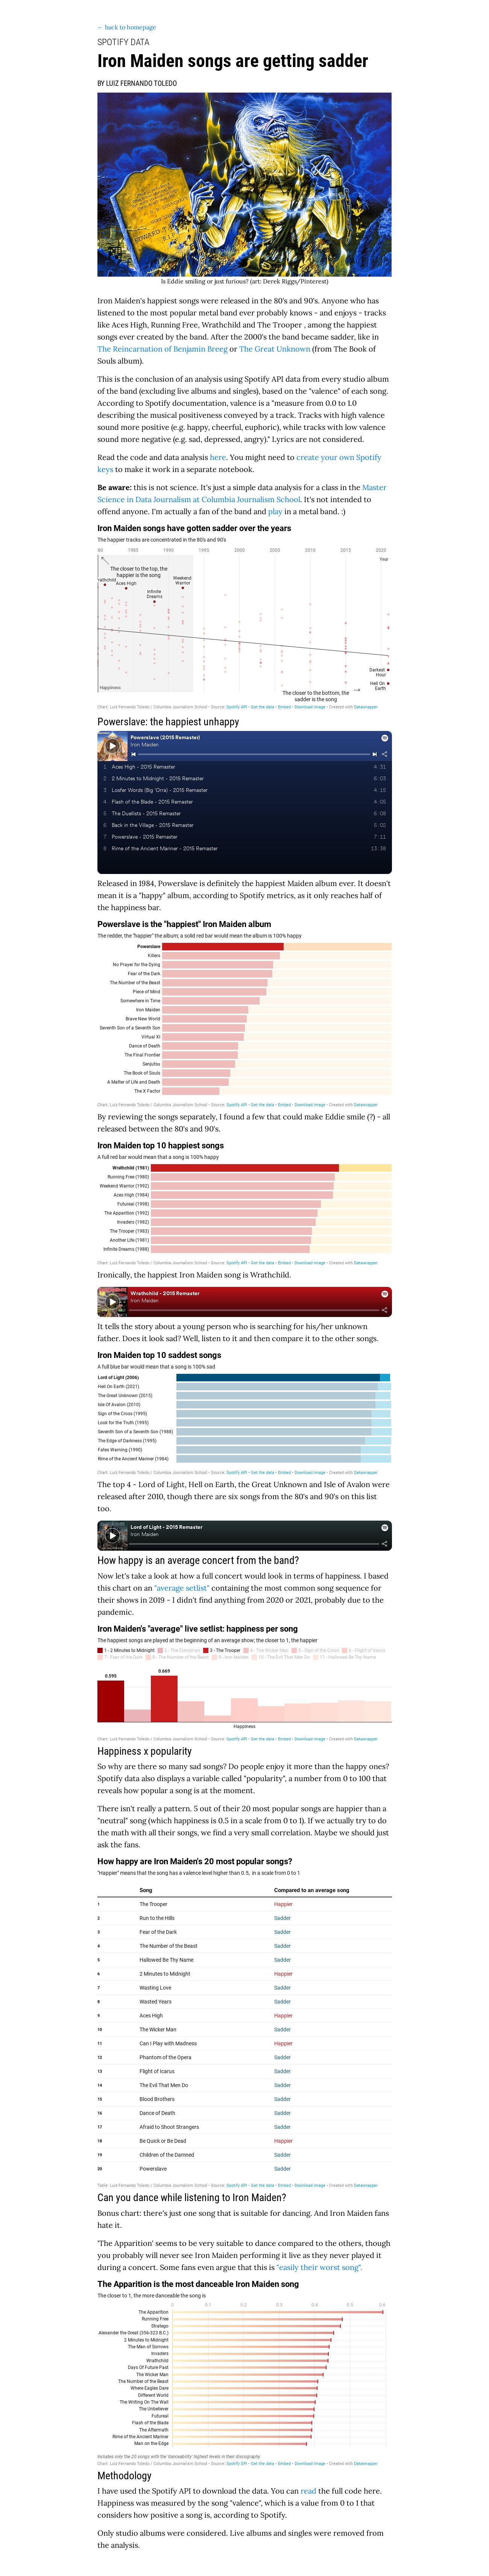 ← back to homepage
SPOTIFY DATA
Iron Maiden songs are getting sadder
BY LUIZ FERNANDO TOLEDO
Is Eddie smiling or just furious? (art: Derek Riggs/Pinterest)
Iron Maiden's happiest songs were released in the 80's and 90's. Anyone who has
listened to the most popular metal band ever probably knows - and enjoys - tracks
like Aces High, Running Free, Wrathchild and The Trooper , among the happiest
songs ever created by the band. After the 2000's the band became sadder, like in
The Reincarnation of Benjamin Breeg or The Great Unknown (from The Book of
Souls album).
This is the conclusion of an analysis using Spotify API data from every studio album
of the band (excluding live albums and singles), based on the "valence" of each song.
According to Spotify documentation, valence is a "measure from 0.0 to 1.0
describing the musical positiveness conveyed by a track. Tracks with high valence
sound more positive (e.g. happy, cheerful, euphoric), while tracks with low valence
sound more negative (e.g. sad, depressed, angry)." Lyrics are not considered.
Read the code and data analysis here. You might need to create your own Spotify
keys to make it work in a separate notebook.
Be aware: this is not science. It's just a simple data analysis for a class in the Master
Science in Data Journalism at Columbia Journalism School. It's not intended to
offend anyone. I'm actually a fan of the band and play in a metal band. :)
Iron Maiden songs have gotten sadder over the years
The happier tracks are concentrated in the 80's and 90's
80 1985 1990 1995 2000 2005 2010 2015 2020
Year
The closer to the top, the
happier is the song
rathchild
Aces High
Weekend
Warrior
Infinite
Dreams
Darkest
Hour
Hell On
Earth
Happiness
The closer to the bottom, the
sadder is the song
Chart: Luiz Fernando Toledo / Columbia Journalism School • Source: Spotify API • Get the data • Embed • Download image • Created with Datawrapper
Powerslave: the happiest unhappy
Powerslave (2015 Remaster)
Iron Maiden
1 Aces High - 2015 Remaster 4:31
2 2 Minutes to Midnight - 2015 Remaster 6:03
3 Losfer Words (Big 'Orra) - 2015 Remaster 4:15
4 Flash of the Blade - 2015 Remaster 4:05
5 The Duellists - 2015 Remaster 6:08
6 Back in the Village - 2015 Remaster 5:02
7 Powerslave - 2015 Remaster 7:11
8 Rime of the Ancient Mariner - 2015 Remaster 13:38
Released in 1984, Powerslave is definitely the happiest Maiden album ever. It doesn't
mean it is a "happy" album, according to Spotify metrics, as it only reaches half of
the happiness bar.
Powerslave is the "happiest" Iron Maiden album
The redder, the "happier" the album; a solid red bar would mean the album is 100% happy
Powerslave
Killers
No Prayer for the Dying
Fear of the Dark
The Number of the Beast
Piece of Mind
Somewhere in Time
Iron Maiden
Brave New World
Seventh Son of a Seventh Son
Virtual XI
Dance of Death
The Final Frontier
Senjutsu
The Book of Souls
A Matter of Life and Death
The X Factor
Chart: Luiz Fernando Toledo / Columbia Journalism School • Source: Spotify API • Get the data • Embed • Download image • Created with Datawrapper
By reviewing the songs separately, I found a few that could make Eddie smile (?) - all
released between the 80's and 90's.
Iron Maiden top 10 happiest songs
A full red bar would mean that a song is 100% happy
Wrathchild (1981)
Running Free (1980)
Weekend Warrior (1992)
Aces High (1984)
Futureal (1998)
The Apparition (1992)
Invaders (1982)
The Trooper (1983)
Another Life (1981)
Infinite Dreams (1988)
Chart: Luiz Fernando Toledo / Columbia Journalism School • Source: Spotify API • Get the data • Embed • Download image • Created with Datawrapper
Ironically, the happiest Iron Maiden song is Wrathchild.
Wrathchild - 2015 Remaster
Iron Maiden
It tells the story about a young person who is searching for his/her unknown
father. Does it look sad? Well, listen to it and then compare it to the other songs.
Iron Maiden top 10 saddest songs
A full blue bar would mean that a song is 100% sad
Lord of Light (2006)
Hell On Earth (2021)
The Great Unknown (2015)
Isle Of Avalon (2010)
Sign of the Cross (1995)
Look for the Truth (1995)
Seventh Son of a Seventh Son (1988)
The Edge of Darkness (1995)
Fates Warning (1990)
Rime of the Ancient Mariner (1984)
Chart: Luiz Fernando Toledo / Columbia Journalism School • Source: Spotify API • Get the data • Embed • Download image • Created with Datawrapper
The top 4 - Lord of Light, Hell on Earth, the Great Unknown and Isle of Avalon were
released after 2010, though there are six songs from the 80's and 90's on this list
too.
Lord of Light - 2015 Remaster
Iron Maiden
How happy is an average concert from the band?
Now let's take a look at how a full concert would look in terms of happiness. I based
this chart on an "average setlist" containing the most common song sequence for
their shows in 2019 - I didn't find anything from 2020 or 2021, probably due to the
pandemic.
Iron Maiden's "average" live setlist: happiness per song
The happiest songs are played at the beginning of an average show; the closer to 1, the happier
1 - 2 Minutes to Midnight 2 - The Clansman 3 - The Trooper 4 - The Wicker Man 5 - Sign of the Cross 6 - Flight of Icarus
7 - Fear of the Dark 8 - The Number of the Beast 9 - Iron Maiden 10 - The Evil That Men Do 11 - Hallowed Be Thy Name
0.595
0.669
Happiness
Chart: Luiz Fernando Toledo / Columbia Journalism School • Source: Spotify API • Get the data • Embed • Download image • Created with Datawrapper
Happiness x popularity
So why are there so many sad songs? Do people enjoy it more than the happy ones?
Spotify data also displays a variable called "popularity", a number from 0 to 100 that
reveals how popular a song is at the moment.
There isn't really a pattern. 5 out of their 20 most popular songs are happier than a
"neutral" song (which happiness is 0.5 in a scale from 0 to 1). If we actually try to do
the math with all their songs, we find a very small correlation. Maybe we should just
ask the fans.
How happy are Iron Maiden's 20 most popular songs?
"Happier" means that the song has a valence level higher than 0.5, in a scale from 0 to 1
Song Compared to an average song
1 The Trooper Happier
2 Run to the Hills Sadder
3 Fear of the Dark Sadder
4 The Number of the Beast Sadder
5 Hallowed Be Thy Name Sadder
6 2 Minutes to Midnight Happier
7 Wasting Love Sadder
8 Wasted Years Sadder
9 Aces High Happier
10 The Wicker Man Sadder
11 Can I Play with Madness Happier
12 Phantom of the Opera Sadder
13 Flight of Icarus Sadder
14 The Evil That Men Do Sadder
15 Blood Brothers Sadder
16 Dance of Death Sadder
17 Afraid to Shoot Strangers Sadder
18 Be Quick or Be Dead Happier
19 Children of the Damned Sadder
20 Powerslave Sadder
Table: Luiz Fernando Toledo / Columbia Journalism School • Source: Spotify API • Get the data • Embed • Download image • Created with Datawrapper
Can you dance while listening to Iron Maiden?
Bonus chart: there's just one song that is suitable for dancing. And Iron Maiden fans
hate it.
'The Apparition' seems to be very suitable to dance compared to the others, though
you probably will never see Iron Maiden performing it live as they never played it
during a concert. Some fans even argue that this is "easily their worst song".
The Apparition is the most danceable Iron Maiden song
The closer to 1, the more danceable the song is
0 0.1 0.2 0.3 0.4 0.5 0.6
The Apparition
Running Free
Stratego
Alexander the Great (356-323 B.C.)
2 Minutes to Midnight
The Man of Sorrows
Invaders
Wrathchild
Days Of Future Past
The Wicker Man
The Number of the Beast
Where Eagles Dare
Different World
The Writing On The Wall
The Unbeliever
Futureal
Flash of the Blade
The Aftermath
Rime of the Ancient Mariner
Man on the Edge
Includes only the 20 songs with the 'danceability' highest levels in their discography
Chart: Luiz Fernando Toledo / Columbia Journalism School • Source: Spotify API • Get the data • Embed • Download image • Created with Datawrapper
Methodology
I have used the Spotify API to download the data. You can read the full code here.
Happiness was measured by the song "valence", which is a value from 0 to 1 that
considers how positive a song is, according to Spotify.
Only studio albums were considered. Live albums and singles were removed from
the analysis.